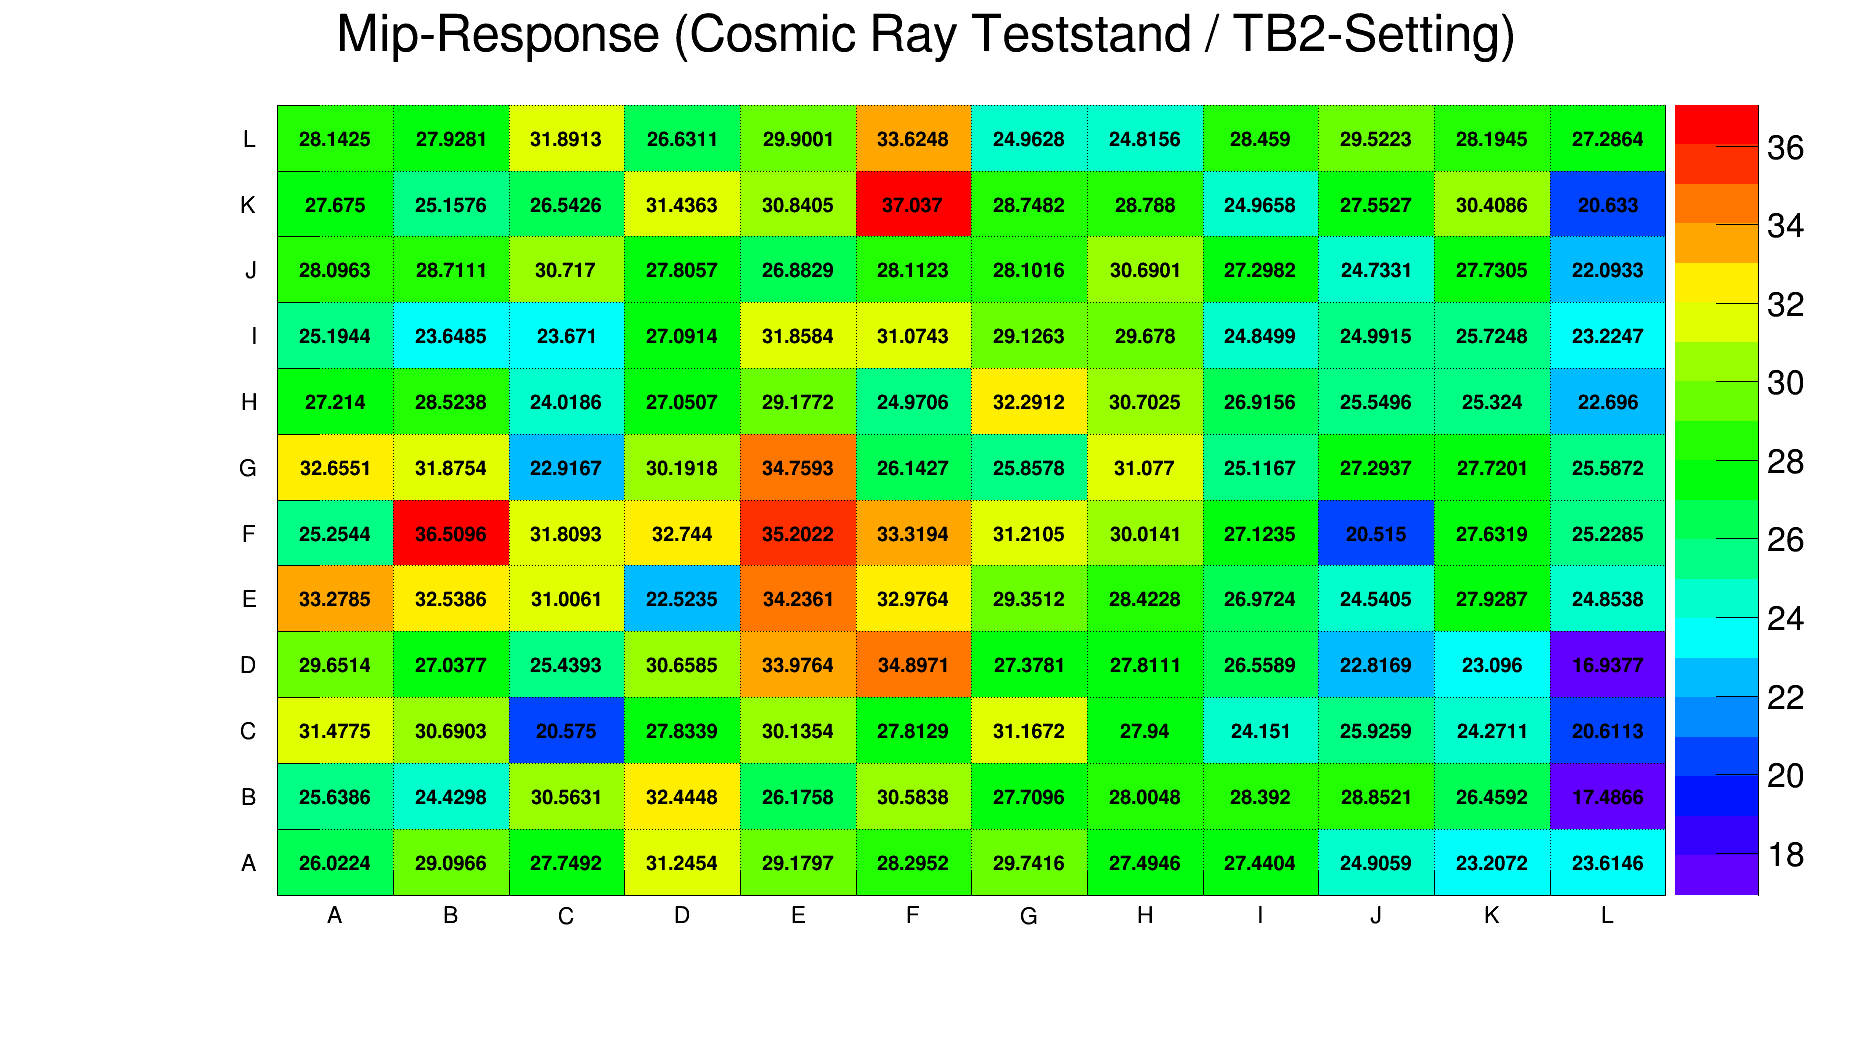 Mip-Response (Cosmic Ray Teststand / TB2-Setting)
L 28.1425 27.9281 31.8913 26.6311 29.9001 33.6248 24.9628 24.8156 28.459 29.5223 28.1945 27.2864
K 27.675 25.1576 26.5426 31.4363 30.8405 37.037 28.7482 28.788 24.9658 27.5527 30.4086 20.633
J 28.0963 28.7111 30.717 27.8057 26.8829 28.1123 28.1016 30.6901 27.2982 24.7331 27.7305 22.0933
I 25.1944 23.6485 23.671 27.0914 31.8584 31.0743 29.1263 29.678 24.8499 24.9915 25.7248 23.2247
H 27.214 28.5238 24.0186 27.0507 29.1772 24.9706 32.2912 30.7025 26.9156 25.5496 25.324 22.696
G 32.6551 31.8754 22.9167 30.1918 34.7593 26.1427 25.8578 31.077 25.1167 27.2937 27.7201 25.5872
F 25.2544 36.5096 31.8093 32.744 35.2022 33.3194 31.2105 30.0141 27.1235 20.515 27.6319 25.2285
E 33.2785 32.5386 31.0061 22.5235 34.2361 32.9764 29.3512 28.4228 26.9724 24.5405 27.9287 24.8538
D 29.6514 27.0377 25.4393 30.6585 33.9764 34.8971 27.3781 27.8111 26.5589 22.8169 23.096 16.9377
C 31.4775 30.6903 20.575 27.8339 30.1354 27.8129 31.1672 27.94 24.151 25.9259 24.2711 20.6113
B 25.6386 24.4298 30.5631 32.4448 26.1758 30.5838 27.7096 28.0048 28.392 28.8521 26.4592 17.4866
A 26.0224 29.0966 27.7492 31.2454 29.1797 28.2952 29.7416 27.4946 27.4404 24.9059 23.2072 23.6146
A B C D E F G H I J K L
36
34
32
30
28
26
24
22
20
18